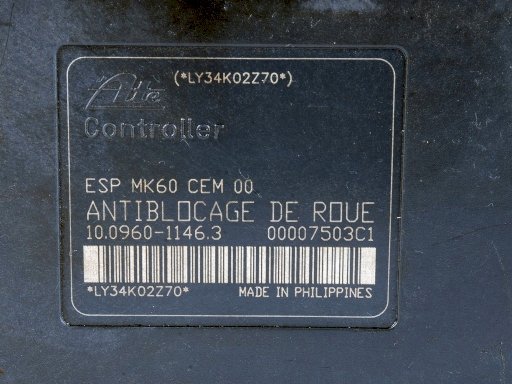 (*LY34K02Z70*)
Ate
Controller
ESP MK60 CEM 00
ANTIBLOCAGE DE ROUE
10.0960-1146.3 00007503C1
*LY34K02Z70* MADE IN PHILIPPINES